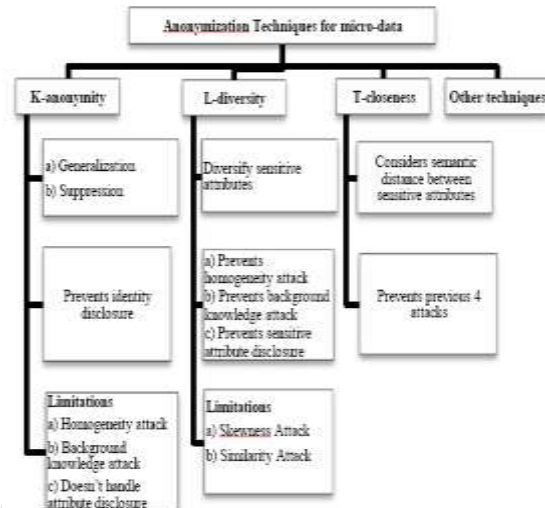 Anonymization Techniques for micro-data
K-anonymity
L-diversity
T-closeness
Other techniques
a) Generalization
b) Suppression
Diversify sensitive
attributes
Considers semantic
distance between
sensitive attributes
Prevents identity
disclosure
a) Prevents
homogeneity attack
b) Prevents background
knowledge attack
c) Prevents sensitive
attribute disclosure
Prevents previous 4
attacks
Limitations
a) Homogeneity attack
b) Background
knowledge attack
c) Doesn't handle
attribute disclosure
Limitations
a) Skewness Attack
b) Similarity Attack